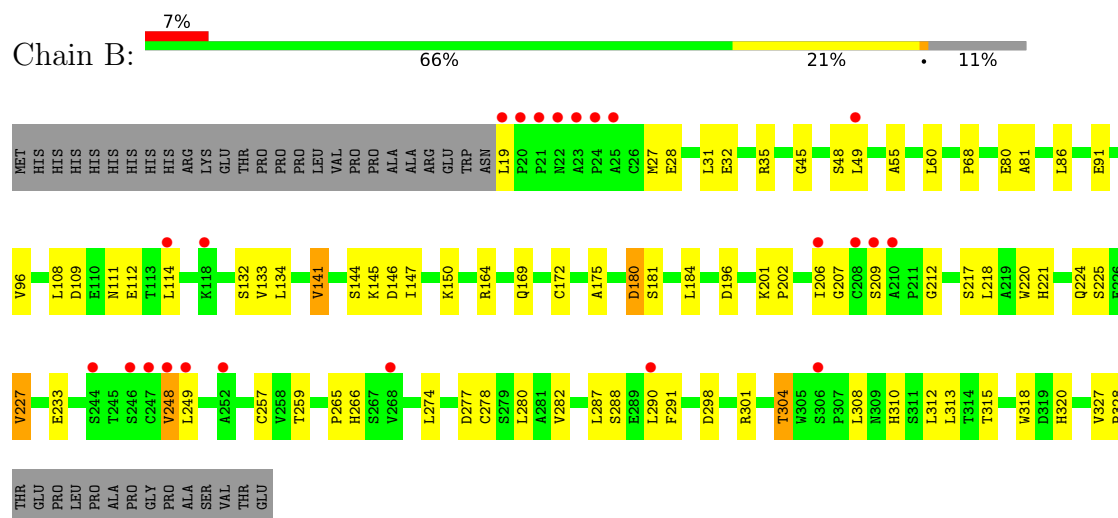 7%
Chain B:
66% 21% • 11%
MET HIS HIS HIS HIS HIS HIS HIS HIS ARG LYS GLU THR PRO PRO PRO LEU VAL PRO PRO ALA ALA ARG GLU TRP ASN L19 P20 P21 N22 A23 P24 A25 C26 M27 E28 L31 E32 R35 G45 S48 L49 A55 L60 P68 E80 A81 L86 E91
V96 L108 D109 E110 N111 E112 T113 L114 K118 S132 V133 L134 V141 S144 K145 D146 I147 K150 R164 Q169 C172 A175 D180 S181 L184 D196 K201 P202 I206 G207 C208 S209 A210 P211 G212 S217 L218 A219 W220 H221 Q224 S225 E226
V227 E233 S244 T245 S246 C247 V248 L249 A252 C257 V258 T259 P265 H266 S267 V268 L274 D277 C278 S279 L280 A281 V282 L287 S288 E289 L290 F291 D298 R301 T304 W305 S306 P307 L308 N309 H310 S311 L312 L313 T314 T315 W318 D319 H320 V327
THR GLU PRO LEU PRO ALA PRO GLY PRO ALA SER VAL THR GLU